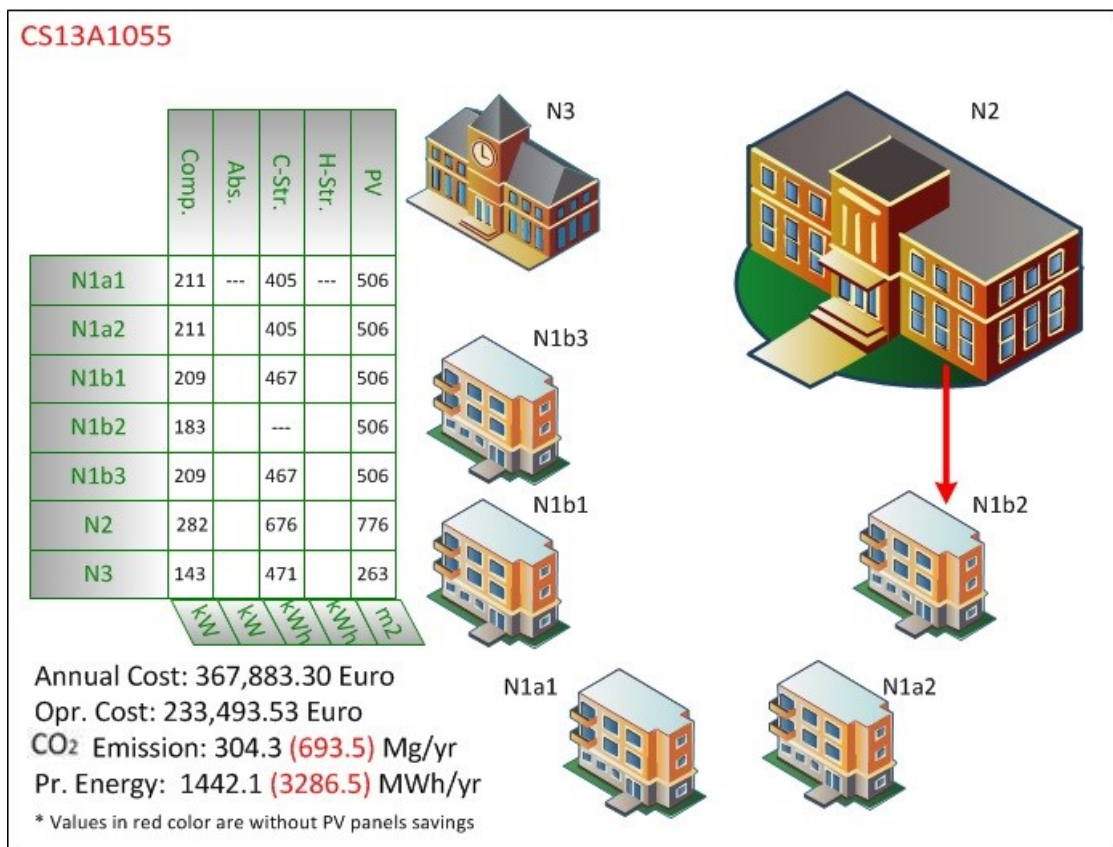 CS13A1055
Comp. Abs. C-Str. H-Str. PV
N1a1 211 --- 405 --- 506
N1a2 211 405 506
N1b1 209 467 506
N1b2 183 --- 506
N1b3 209 467 506
N2 282 676 776
N3 143 471 263
kW kW kWh kWh m2
N3
N2
N1b3
N1b1
N1b2
N1a1
N1a2
Annual Cost: 367,883.30 Euro
Opr. Cost: 233,493.53 Euro
CO2 Emission: 304.3 (693.5) Mg/yr
Pr. Energy: 1442.1 (3286.5) MWh/yr
* Values in red color are without PV panels savings